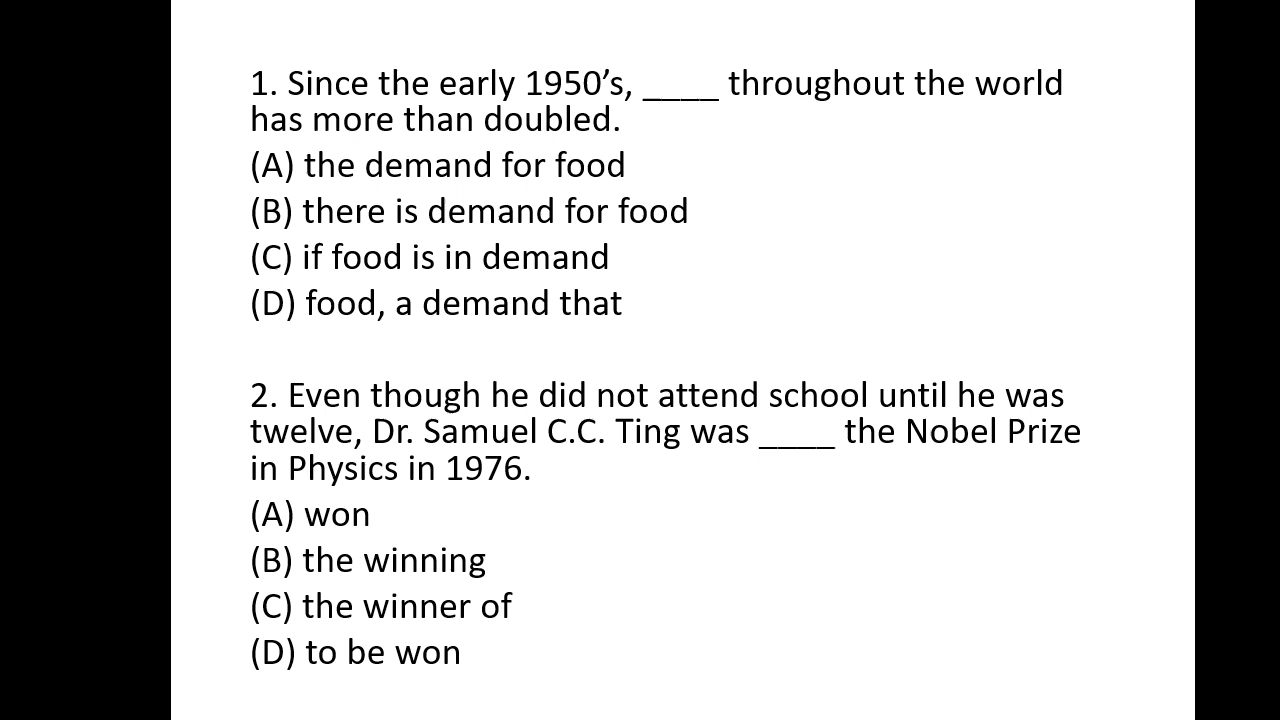 1. Since the early 1950’s, ____ throughout the world
has more than doubled.
(A) the demand for food
(B) there is demand for food
(C) if food is in demand
(D) food, a demand that
2. Even though he did not attend school until he was
twelve, Dr. Samuel C.C. Ting was ____ the Nobel Prize
in Physics in 1976.
(A) won
(B) the winning
(C) the winner of
(D) to be won